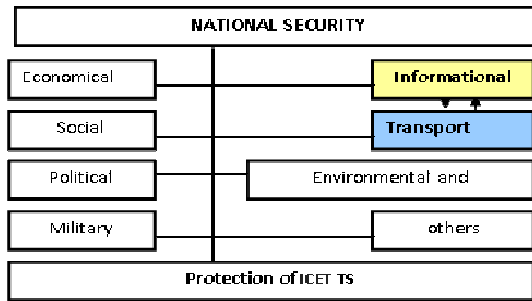 NATIONAL SECURITY
Economical
Informational
Social
Transport
Political
Environmental and
Military
others
Protection of ICET TS